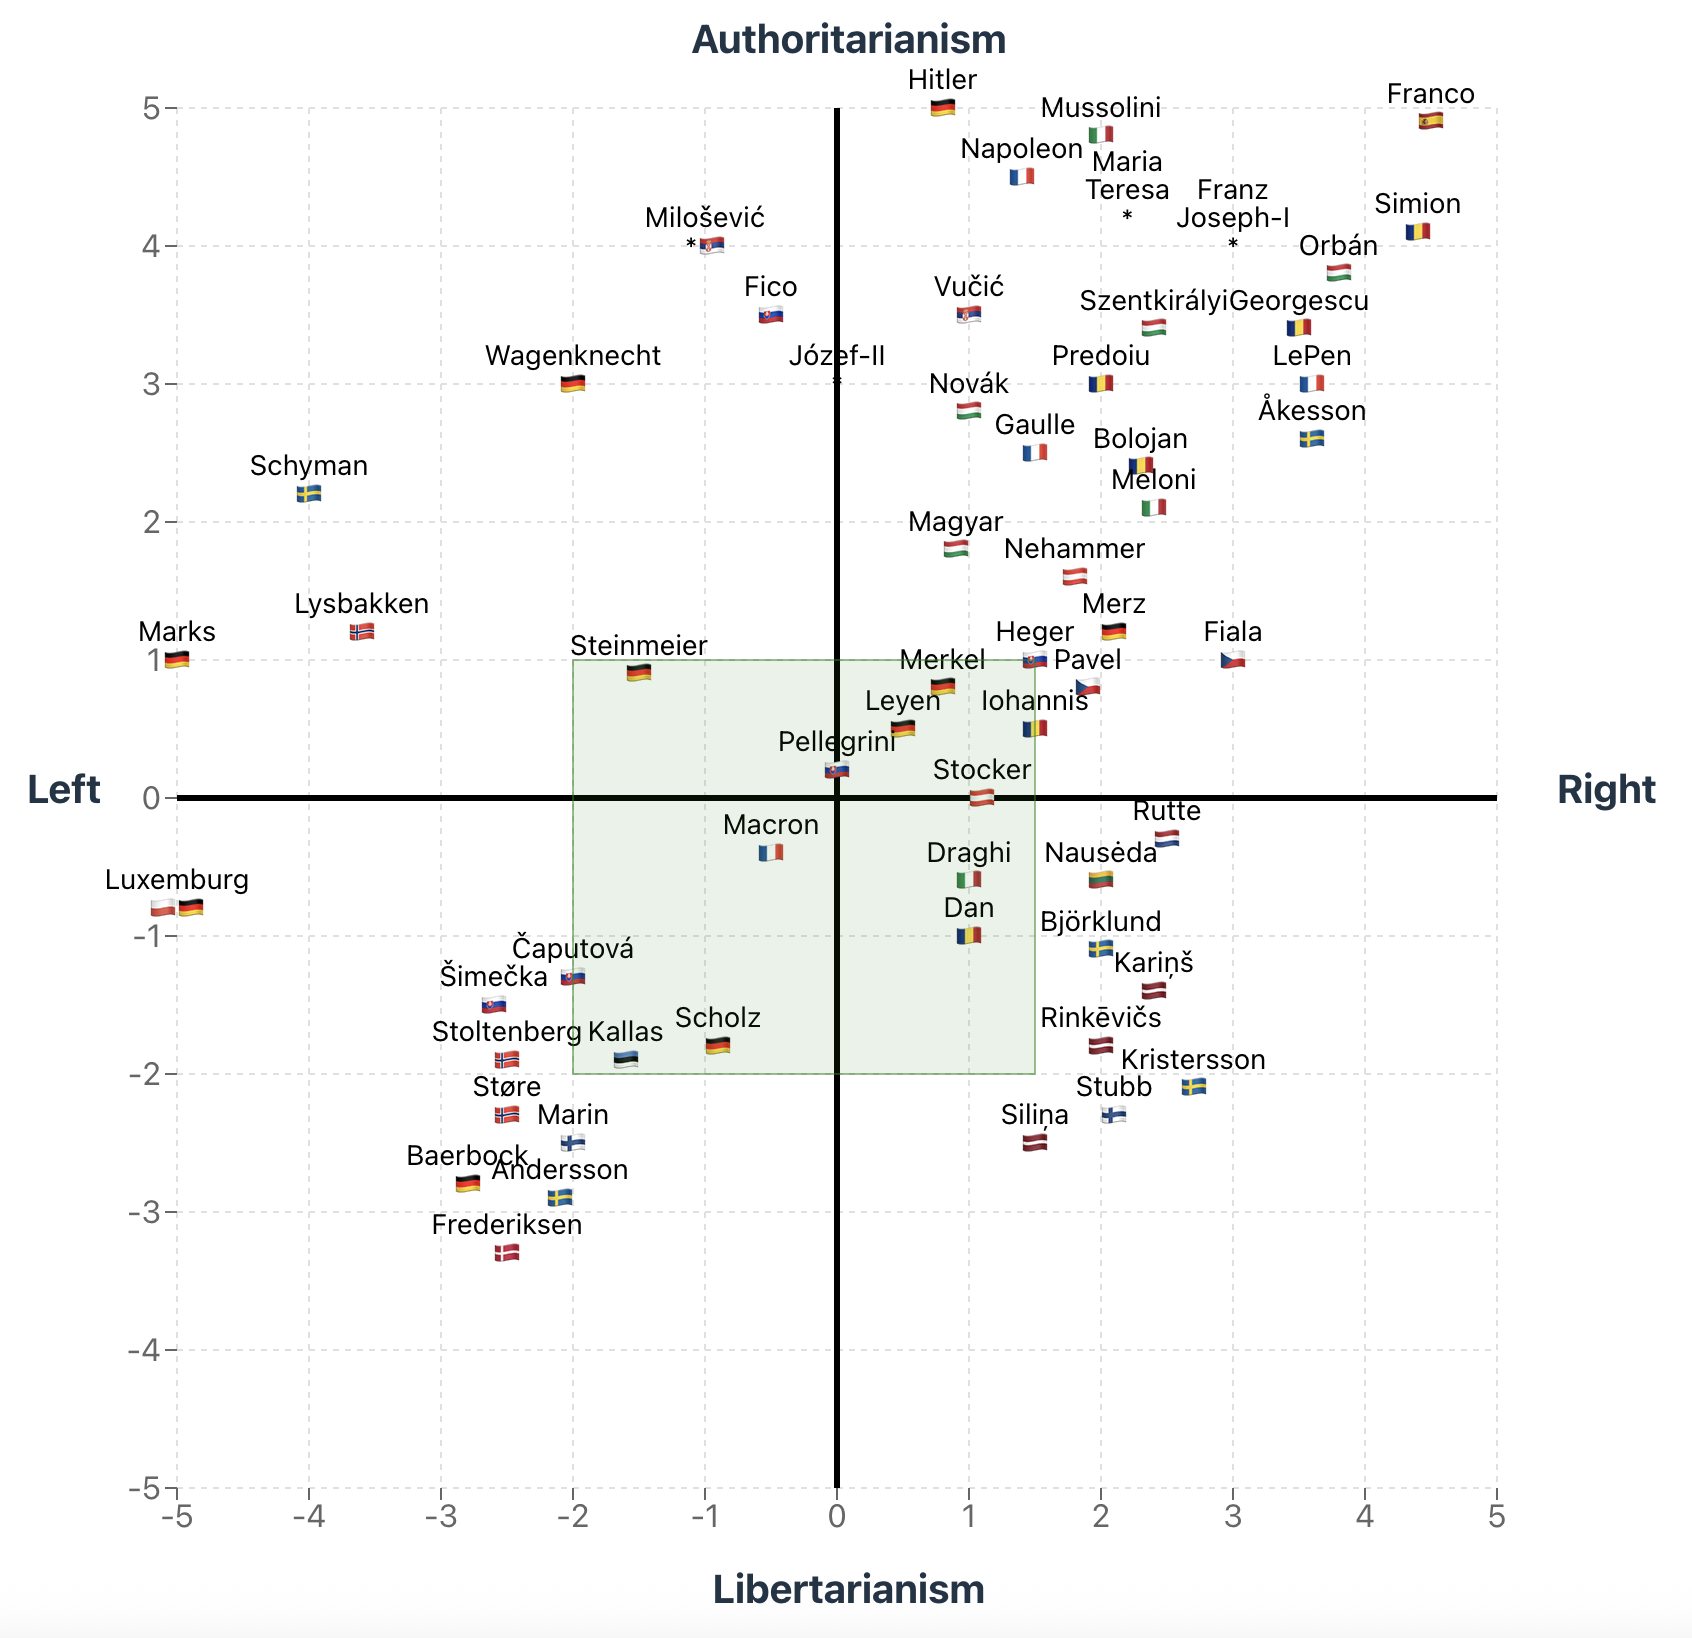 Authoritarianism
Hitler
Franco
5
Mussolini
Napoleon
Maria
Teresa
Franz
Joseph-I
Simion
Milošević
*
*
*
4
Orbán
Fico
Vučić
Szentkirályi
Georgescu
Wagenknecht
Józef-II
*
Predoiu
LePen
3
Novák
Åkesson
Gaulle
Bolojan
Schyman
Meloni
2
Magyar
Nehammer
Lysbakken
Merz
Marks
Steinmeier
Heger
Fiala
1
Merkel
Pavel
Leyen
Iohannis
Pellegrini
Stocker
Left
0
Right
Rutte
Macron
Draghi
Nausėda
Luxemburg
Dan
Björklund
-1
Čaputová
Šimečka
Kariņš
Scholz
Rinkēvičs
Stoltenberg
Kallas
Kristersson
-2
Støre
Stubb
Marin
Siliņa
Baerbock
Andersson
-3
Frederiksen
-4
-5
-5 -4 -3 -2 -1 0 1 2 3 4 5
Libertarianism